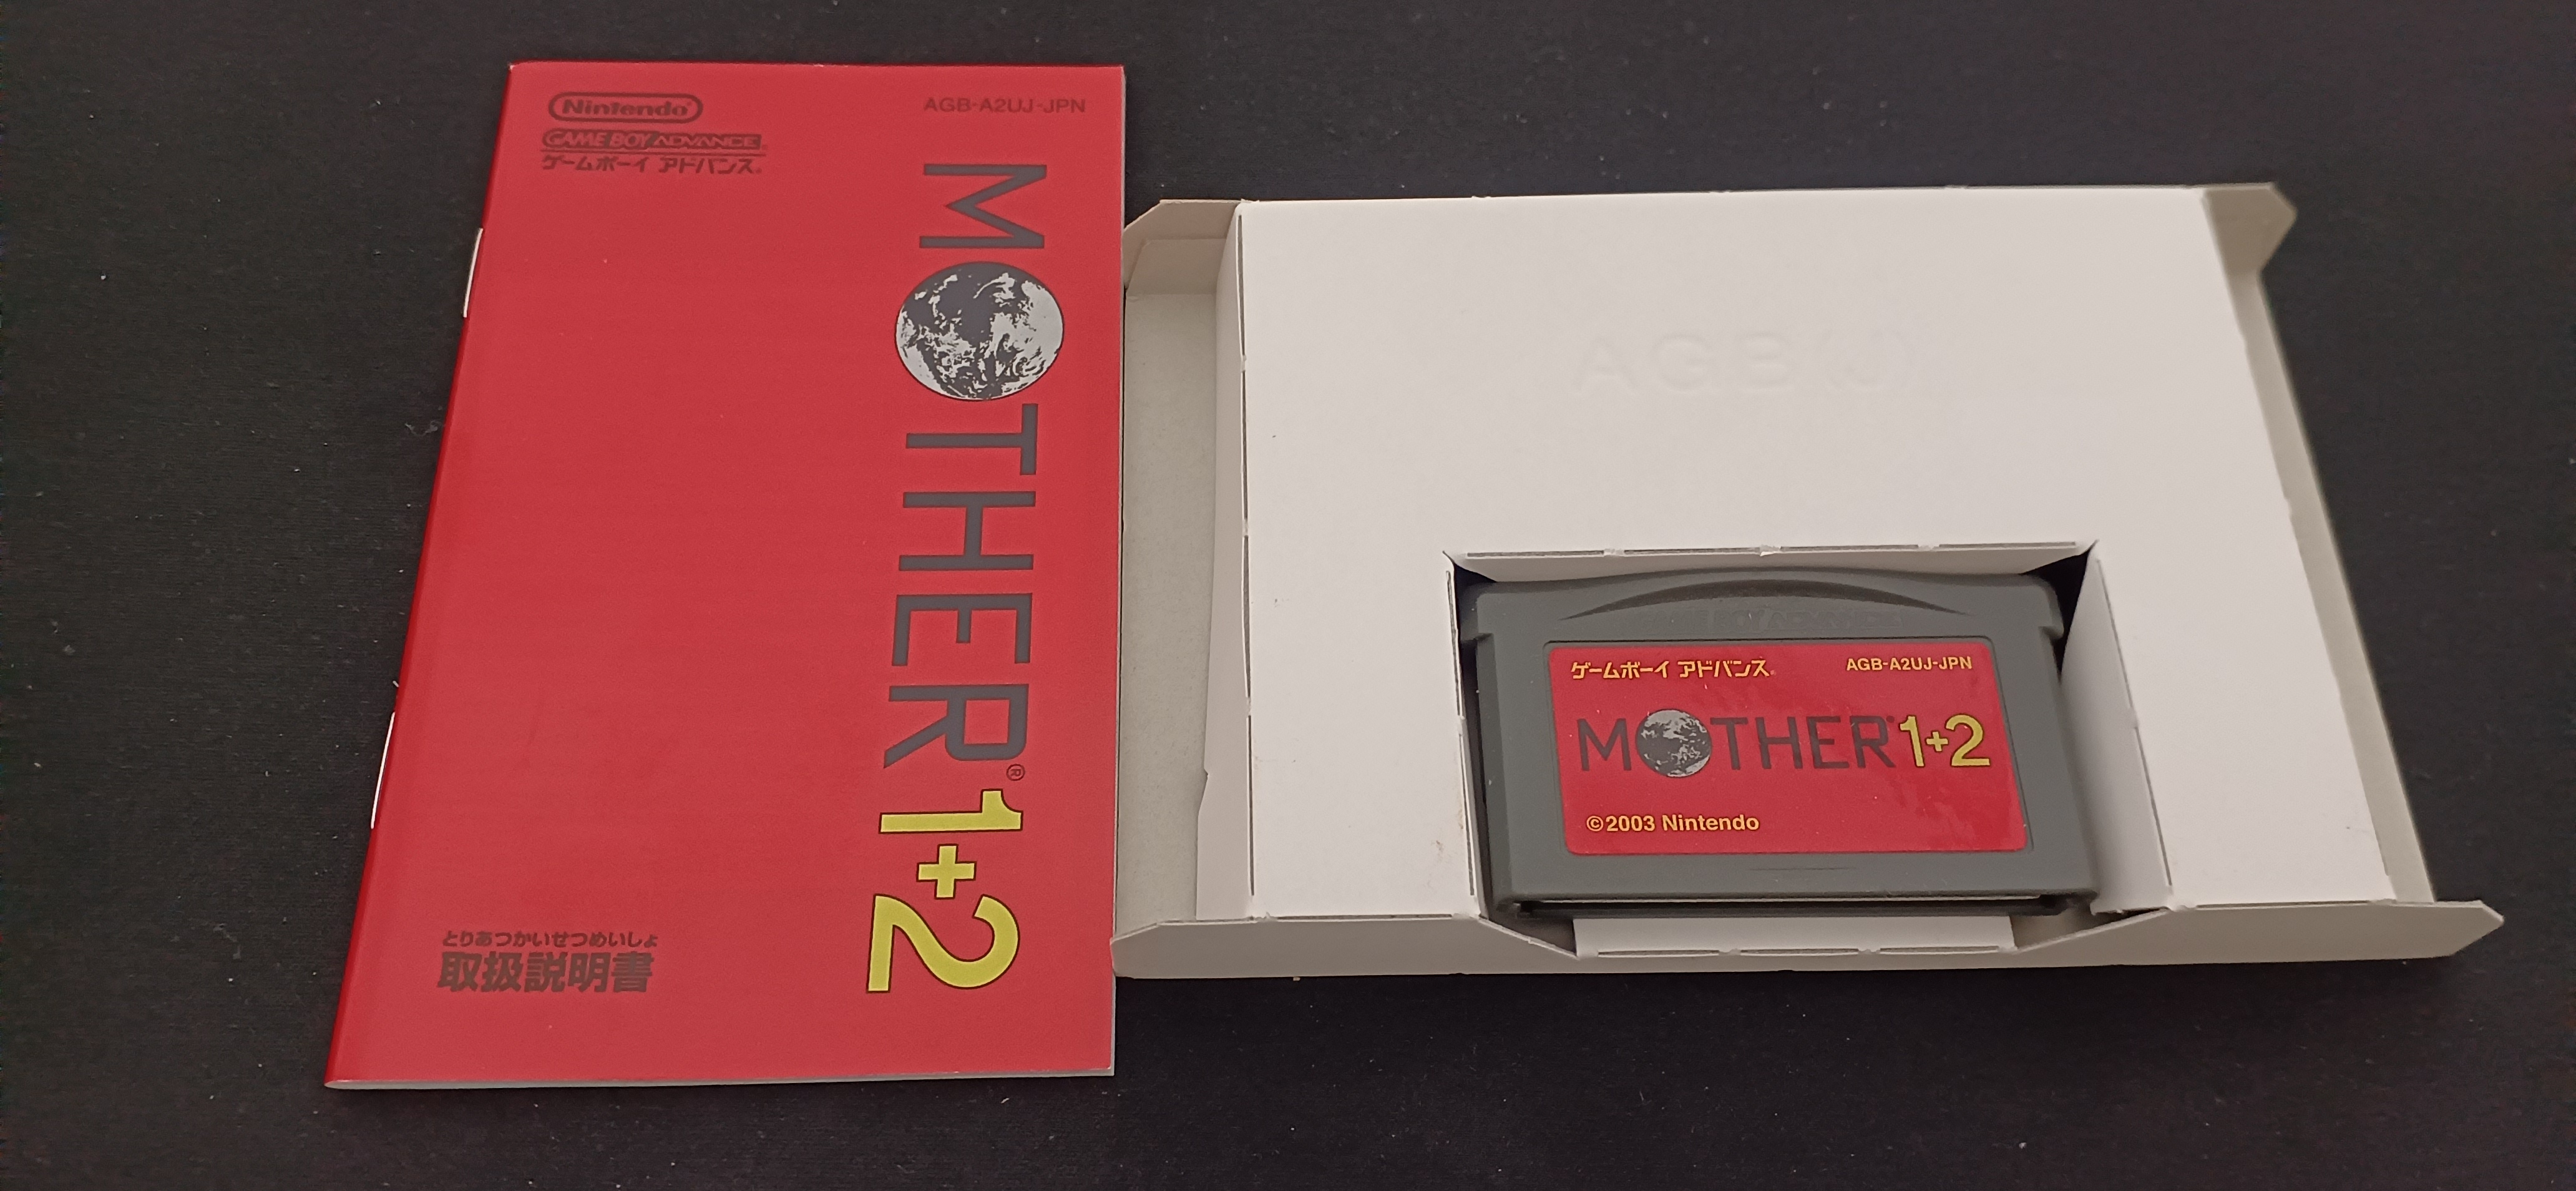 Nintendo®
GAME BOY ADVANCE
ゲームボーイ アドバンス®
AGB-A2UJ-JPN
MOTHER®1+2
とりあつかいせつめいしょ
取扱説明書
AGB(J)
ゲームボーイ アドバンス®
AGB-A2UJ-JPN
MOTHER®1+2
©2003 Nintendo